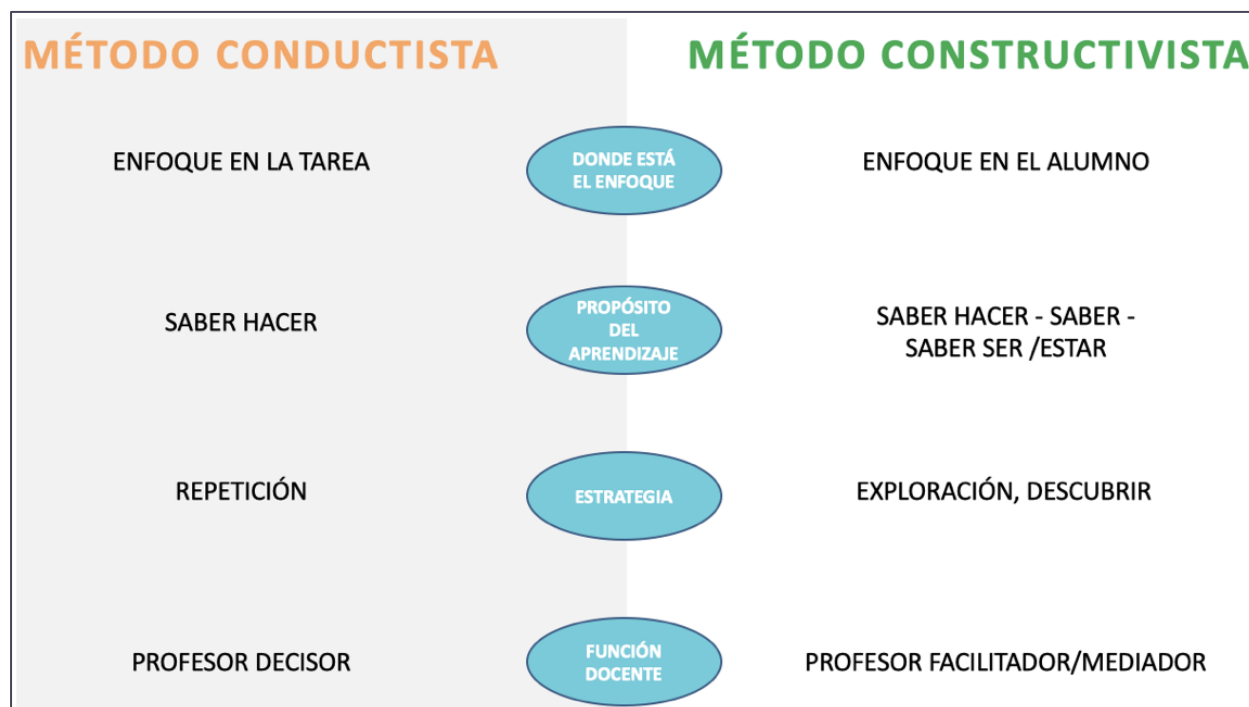 MÉTODO CONDUCTISTA
MÉTODO CONSTRUCTIVISTA
ENFOQUE EN LA TAREA
DONDE ESTÁ
EL ENFOQUE
ENFOQUE EN EL ALUMNO
SABER HACER
PROPÓSITO
DEL
APRENDIZAJE
SABER HACER - SABER -
SABER SER /ESTAR
REPETICIÓN
ESTRATEGIA
EXPLORACIÓN, DESCUBRIR
PROFESOR DECISOR
FUNCIÓN
DOCENTE
PROFESOR FACILITADOR/MEDIADOR